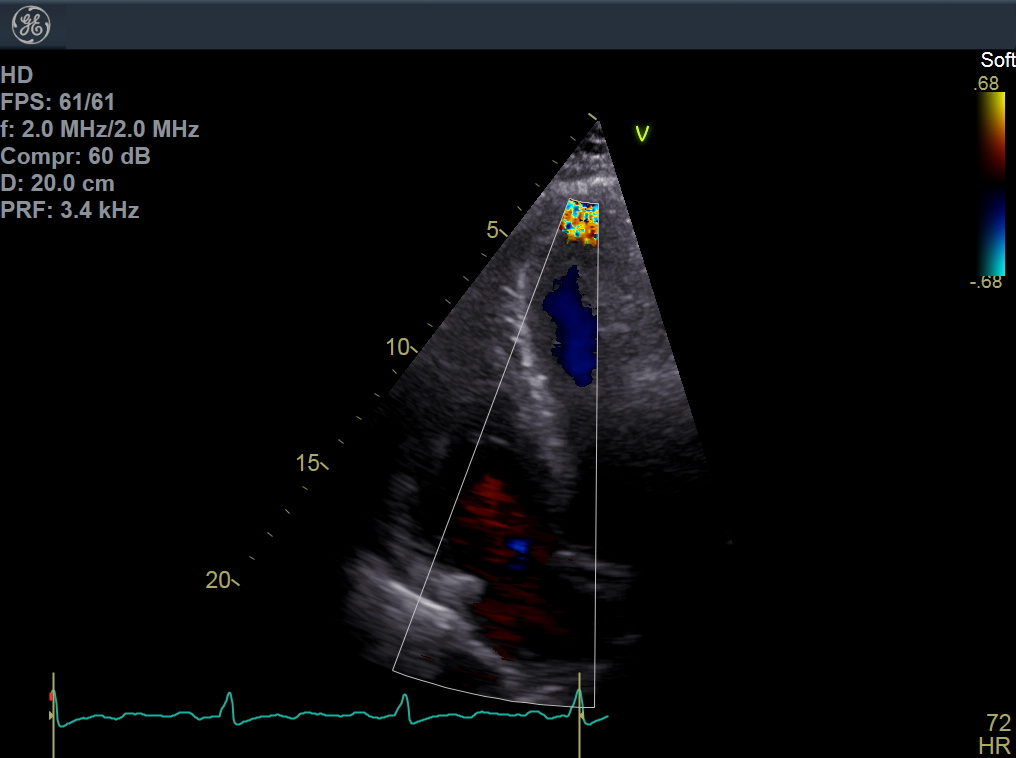 HD
FPS: 61/61
f: 2.0 MHz/2.0 MHz
Compr: 60 dB
D: 20.0 cm
PRF: 3.4 kHz
Soft
.68
-.68
V
5
10
15
20
72
HR